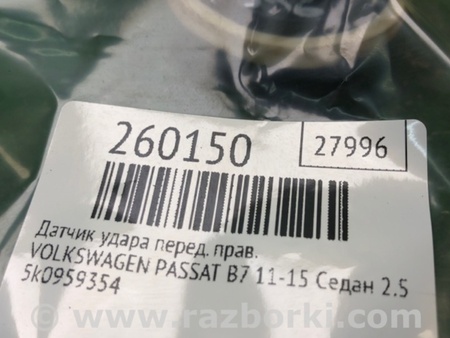 260150
27996
Датчик удара перед. прав.
VOLKSWAGEN PASSAT B7 11-15 Седан 2.5
5k0959354
www.razborki.com